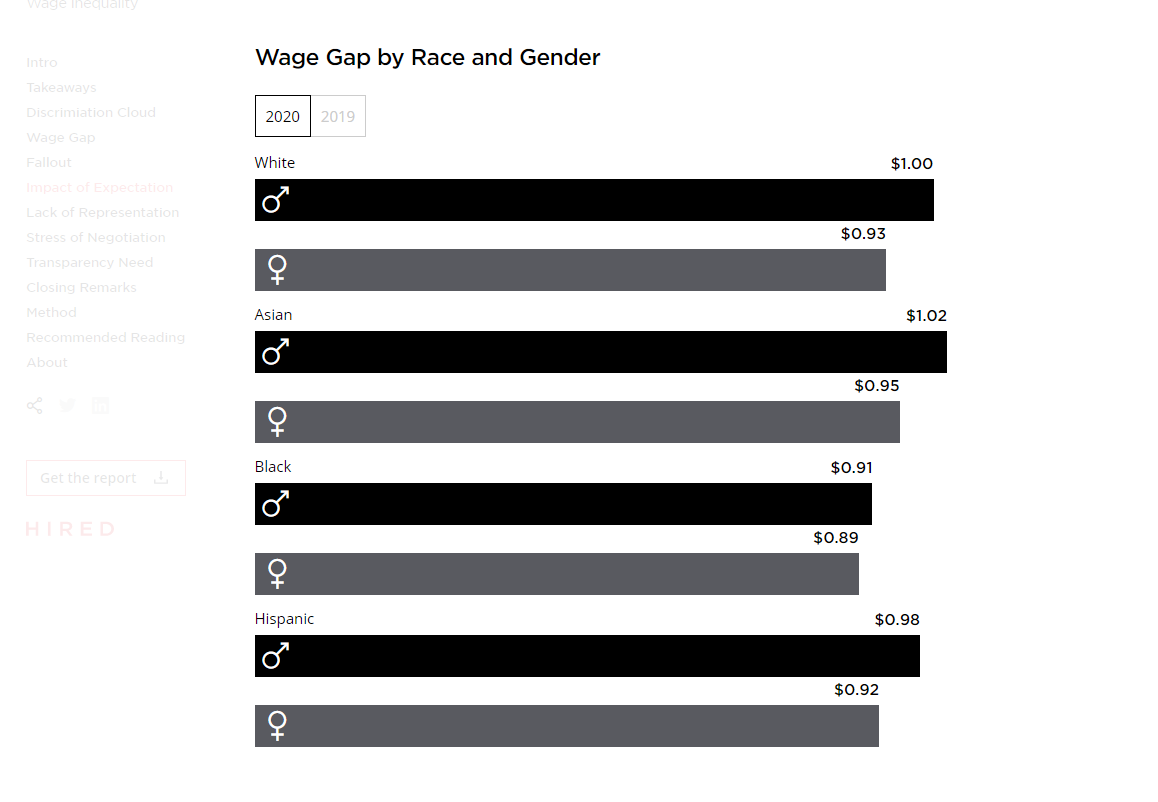 Wage Inequality
Intro
Takeaways
Discrimiation Cloud
Wage Gap
Fallout
Impact of Expectation
Lack of Representation
Stress of Negotiation
Transparency Need
Closing Remarks
Method
Recommended Reading
About
Get the report
HIRED
Wage Gap by Race and Gender
2020 2019
White $1.00
$0.93
Asian $1.02
$0.95
Black $0.91
$0.89
Hispanic $0.98
$0.92